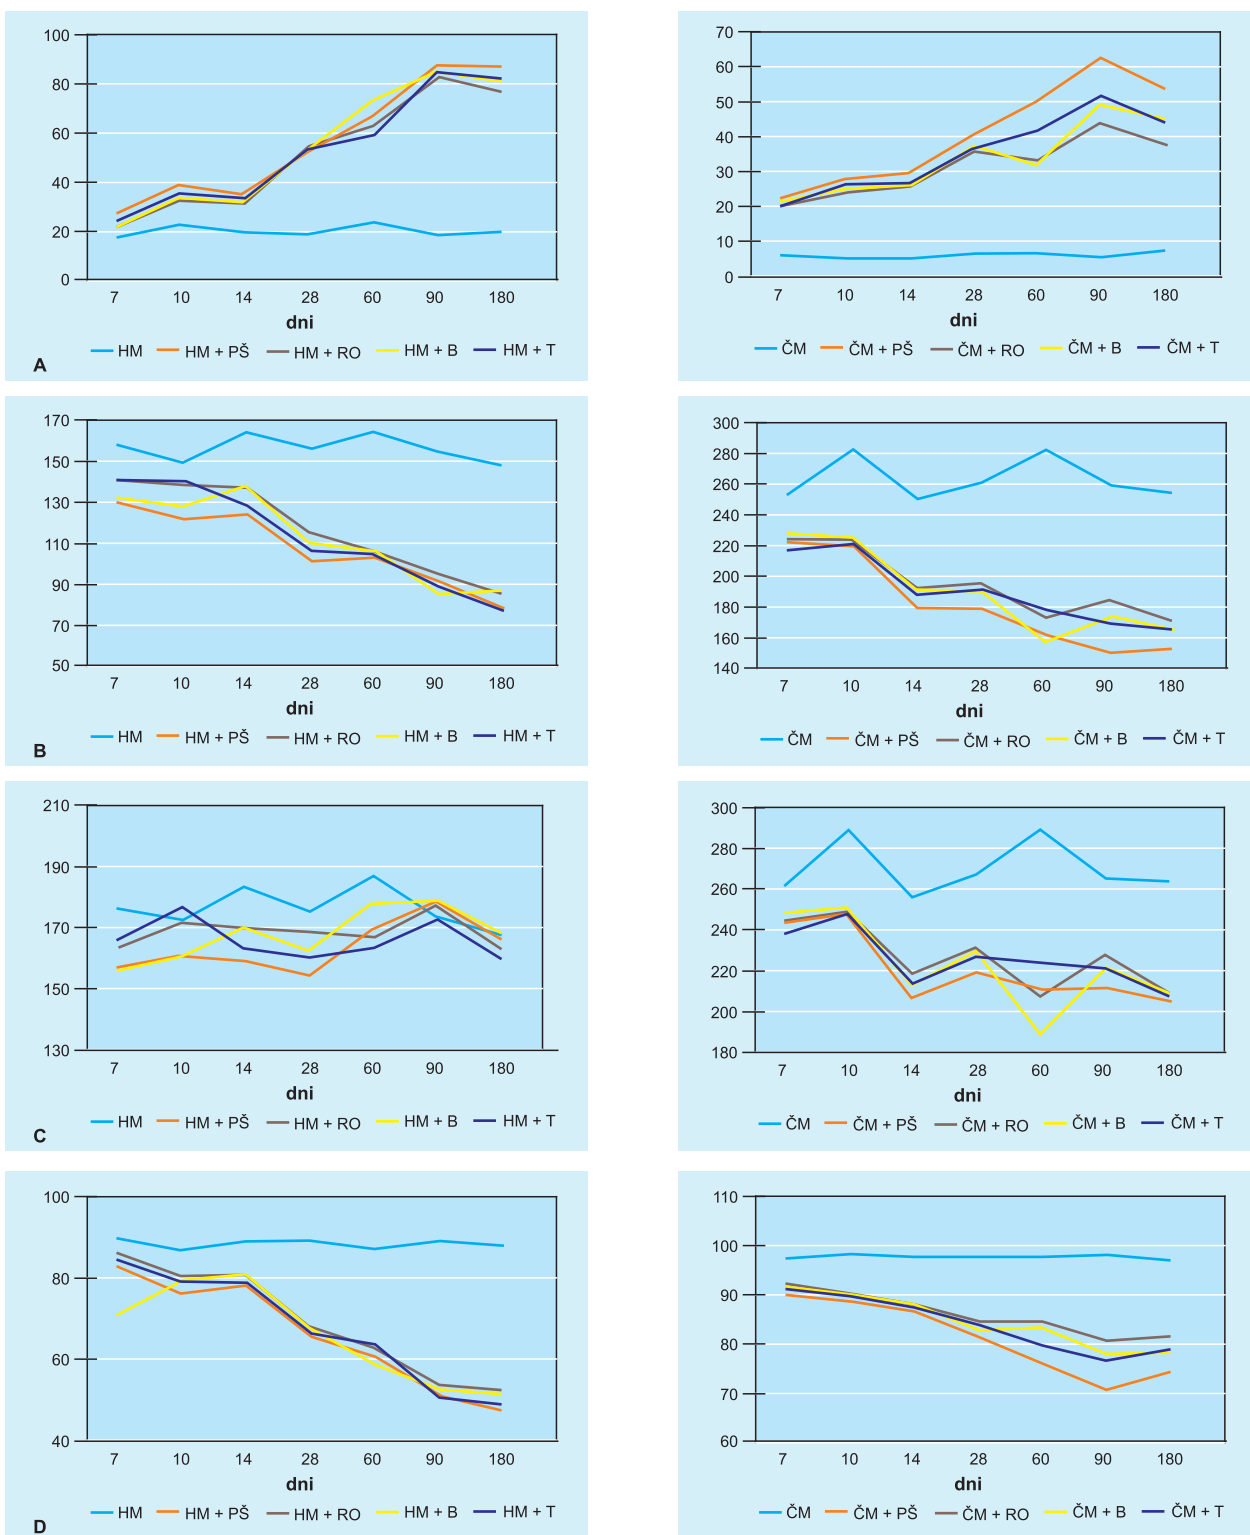 100
80
60
40
20
0
7 10 14 28 60 90 180
dni
HM HM + PŠ HM + RO HM + B HM + T
A
70
60
50
40
30
20
10
0
7 10 14 28 60 90 180
dni
ČM ČM + PŠ ČM + RO ČM + B ČM + T
170
150
130
110
90
70
50
7 10 14 28 60 90 180
dni
HM HM + PŠ HM + RO HM + B HM + T
B
300
280
260
240
220
200
180
160
140
7 10 14 28 60 90 180
dni
ČM ČM + PŠ ČM + RO ČM + B ČM + T
210
190
170
150
130
7 10 14 28 60 90 180
dni
HM HM + PŠ HM + RO HM + B HM + T
C
300
280
260
240
220
200
180
7 10 14 28 60 90 180
dni
ČM ČM + PŠ ČM + RO ČM + B ČM + T
100
80
60
40
7 10 14 28 60 90 180
dni
HM HM + PŠ HM + RO HM + B HM + T
D
110
100
90
80
70
60
7 10 14 28 60 90 180
dni
ČM ČM + PŠ ČM + RO ČM + B ČM + T